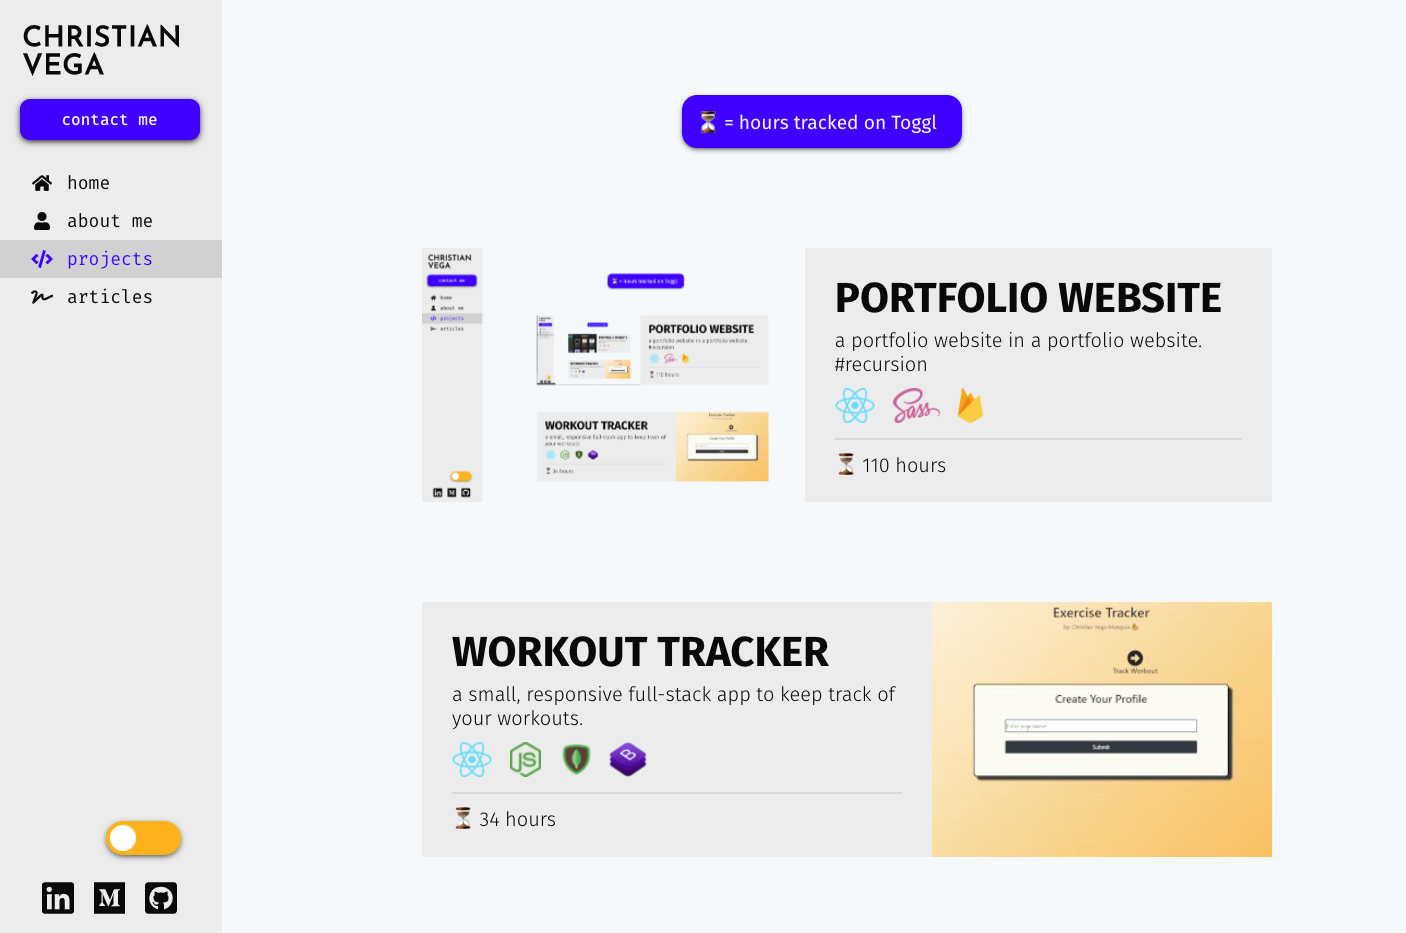 CHRISTIAN
VEGA
contact me
home
about me
projects
articles
= hours tracked on Toggl
CHRISTIAN
VEGA
contact me
home
about me
projects
articles
= hours tracked on Toggl
PORTFOLIO WEBSITE
a portfolio website in a portfolio website.
#recursion
110 hours
WORKOUT TRACKER
a small, responsive full-stack app to keep track of
your workouts.
34 hours
PORTFOLIO WEBSITE
a portfolio website in a portfolio website.
#recursion
Sass
110 hours
WORKOUT TRACKER
a small, responsive full-stack app to keep track of
your workouts.
JS
B
34 hours
Exercise Tracker
By: Christian Vega-Munguia
Track Workout
Create Your Profile
Enter your name
Submit
in M